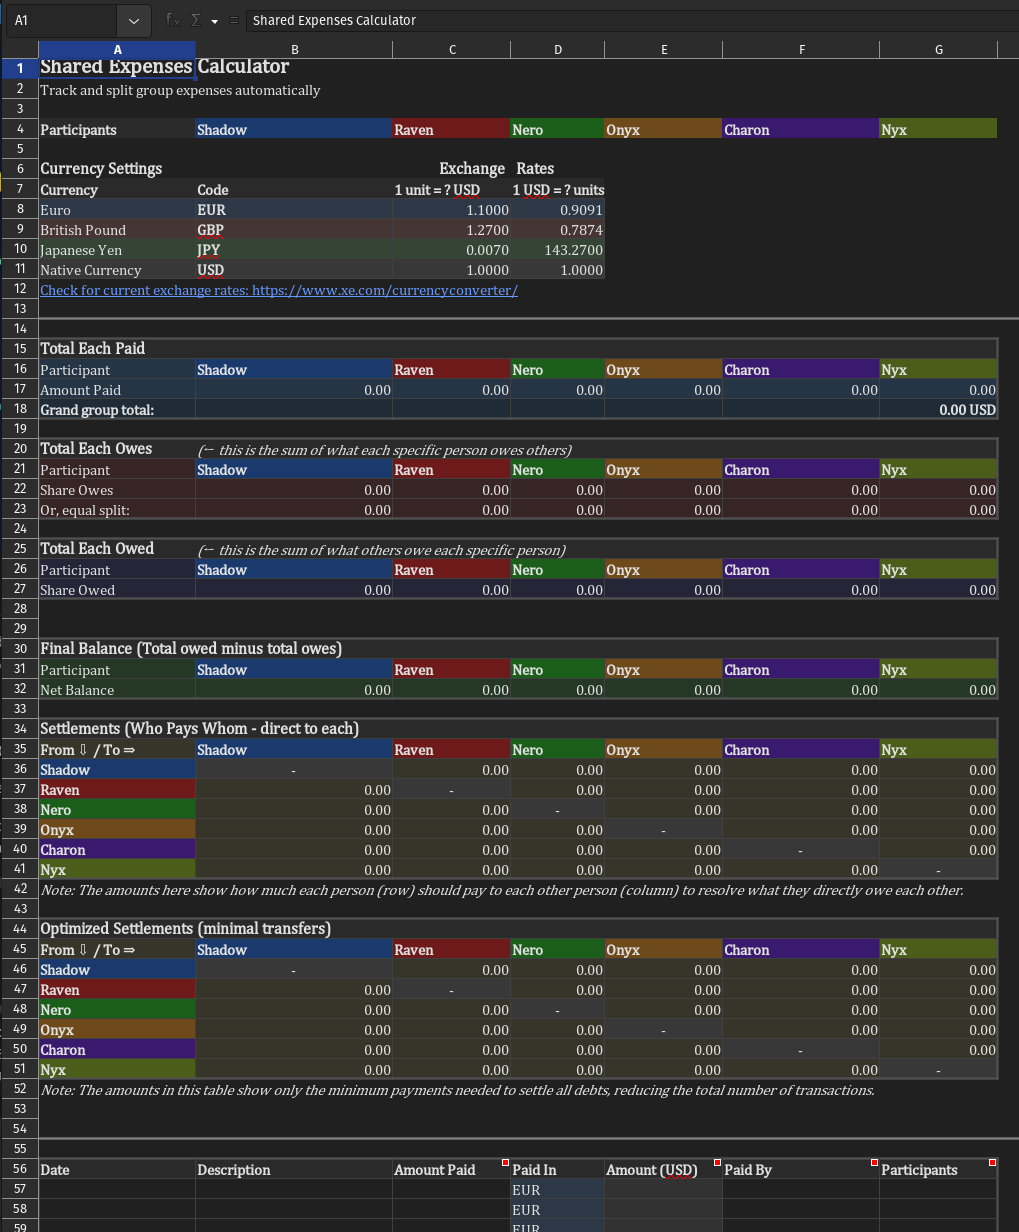 A1 fx Σ = Shared Expenses Calculator
A B C D E F G
1 Shared Expenses Calculator
2 Track and split group expenses automatically
3
4 Participants Shadow Raven Nero Onyx Charon Nyx
5
6 Currency Settings Exchange Rates
7 Currency Code 1 unit = ? USD 1 USD = ? units
8 Euro EUR 1.1000 0.9091
9 British Pound GBP 1.2700 0.7874
10 Japanese Yen JPY 0.0070 143.2700
11 Native Currency USD 1.0000 1.0000
12 Check for current exchange rates: https://www.xe.com/currencyconverter/
13
14
15 Total Each Paid
16 Participant Shadow Raven Nero Onyx Charon Nyx
17 Amount Paid 0.00 0.00 0.00 0.00 0.00 0.00
18 Grand group total: 0.00 USD
19
20 Total Each Owes (← this is the sum of what each specific person owes others)
21 Participant Shadow Raven Nero Onyx Charon Nyx
22 Share Owes 0.00 0.00 0.00 0.00 0.00 0.00
23 Or, equal split: 0.00 0.00 0.00 0.00 0.00 0.00
24
25 Total Each Owed (← this is the sum of what others owe each specific person)
26 Participant Shadow Raven Nero Onyx Charon Nyx
27 Share Owed 0.00 0.00 0.00 0.00 0.00 0.00
28
29
30 Final Balance (Total owed minus total owes)
31 Participant Shadow Raven Nero Onyx Charon Nyx
32 Net Balance 0.00 0.00 0.00 0.00 0.00 0.00
33
34 Settlements (Who Pays Whom - direct to each)
35 From ⇩ / To ⇒ Shadow Raven Nero Onyx Charon Nyx
36 Shadow - 0.00 0.00 0.00 0.00 0.00
37 Raven 0.00 - 0.00 0.00 0.00 0.00
38 Nero 0.00 0.00 - 0.00 0.00 0.00
39 Onyx 0.00 0.00 0.00 - 0.00 0.00
40 Charon 0.00 0.00 0.00 0.00 - 0.00
41 Nyx 0.00 0.00 0.00 0.00 0.00 -
42 Note: The amounts here show how much each person (row) should pay to each other person (column) to resolve what they directly owe each other.
43
44 Optimized Settlements (minimal transfers)
45 From ⇩ / To ⇒ Shadow Raven Nero Onyx Charon Nyx
46 Shadow - 0.00 0.00 0.00 0.00 0.00
47 Raven 0.00 - 0.00 0.00 0.00 0.00
48 Nero 0.00 0.00 - 0.00 0.00 0.00
49 Onyx 0.00 0.00 0.00 - 0.00 0.00
50 Charon 0.00 0.00 0.00 0.00 - 0.00
51 Nyx 0.00 0.00 0.00 0.00 0.00 -
52 Note: The amounts in this table show only the minimum payments needed to settle all debts, reducing the total number of transactions.
53
54
55
56 Date Description Amount Paid Paid In Amount (USD) Paid By Participants
57 EUR
58 EUR
59 EUR